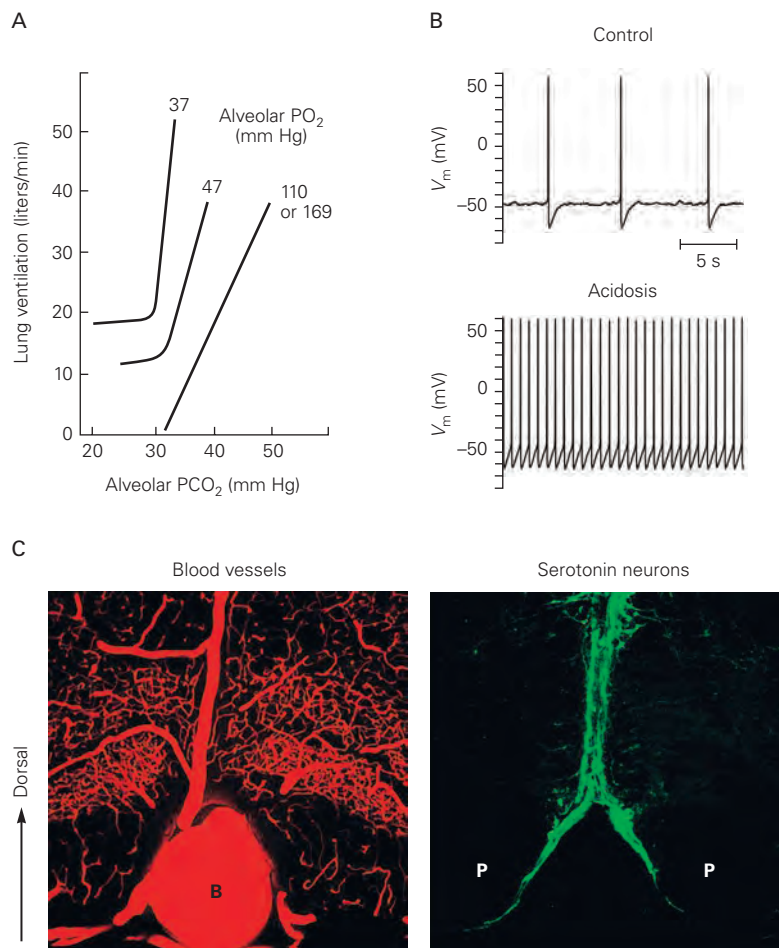 A
Lung ventilation (liters/min)
50
40
30
20
10
0
20 30 40 50
Alveolar PCO₂ (mm Hg)
37
47
110
or 169
Alveolar PO₂
(mm Hg)
B
Control
Vm (mV)
50
0
–50
5 s
Acidosis
Vm (mV)
50
0
–50
C
Blood vessels
Dorsal
B
Serotonin neurons
P P